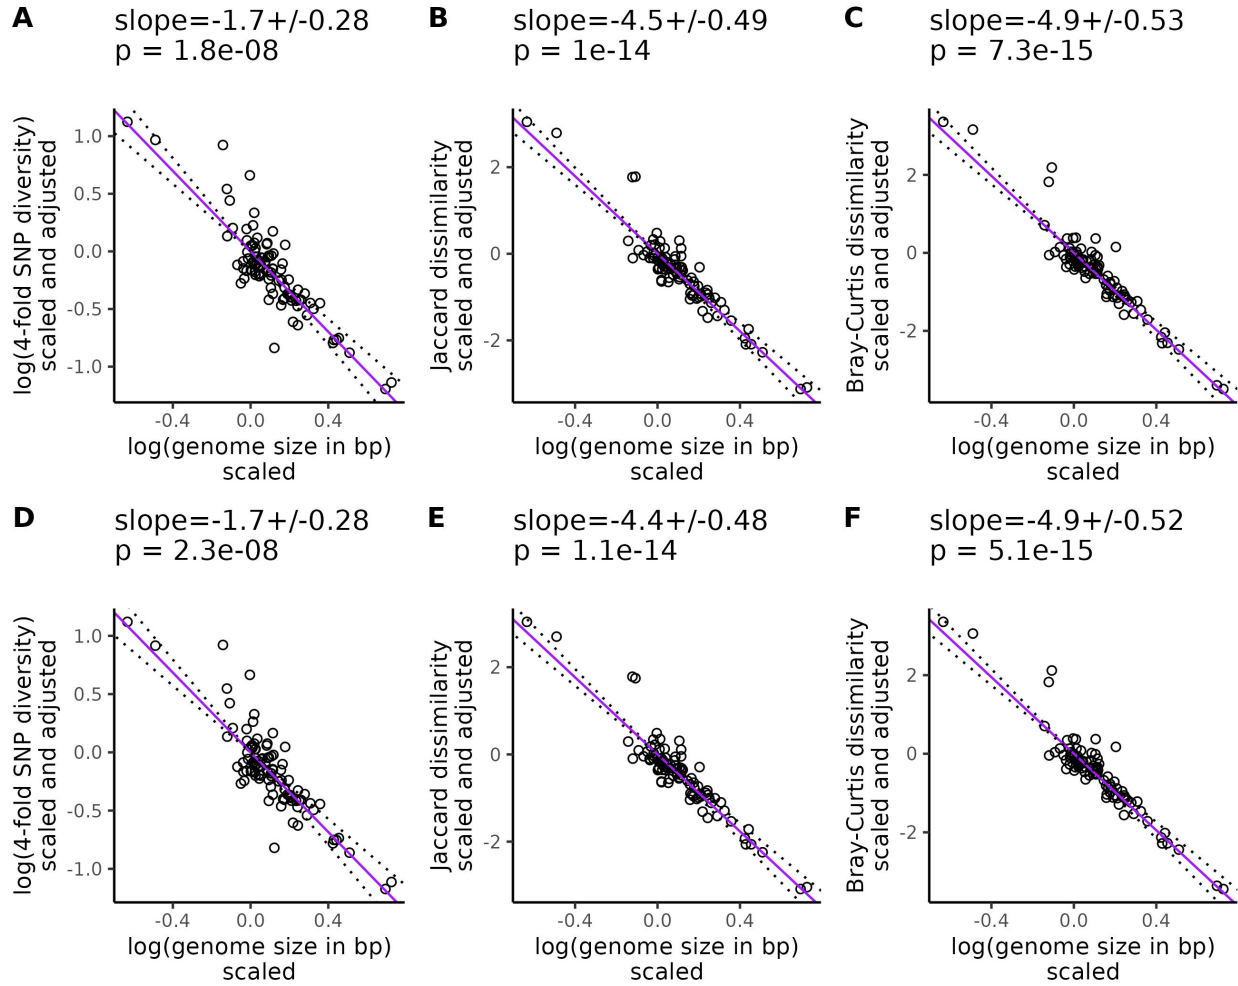 A
slope=-1.7+/-0.28
p = 1.8e-08
log(4-fold SNP diversity)
scaled and adjusted
1.0
0.5
0.0
-0.5
-1.0
-0.4
0.0
0.4
log(genome size in bp)
scaled
B
slope=-4.5+/-0.49
p = 1e-14
Jaccard dissimilarity
scaled and adjusted
2
0
-2
-0.4
0.0
0.4
log(genome size in bp)
scaled
C
slope=-4.9+/-0.53
p = 7.3e-15
Bray-Curtis dissimilarity
scaled and adjusted
2
0
-2
-0.4
0.0
0.4
log(genome size in bp)
scaled
D
slope=-1.7+/-0.28
p = 2.3e-08
log(4-fold SNP diversity)
scaled and adjusted
1.0
0.5
0.0
-0.5
-1.0
-0.4
0.0
0.4
log(genome size in bp)
scaled
E
slope=-4.4+/-0.48
p = 1.1e-14
Jaccard dissimilarity
scaled and adjusted
2
0
-2
-0.4
0.0
0.4
log(genome size in bp)
scaled
F
slope=-4.9+/-0.52
p = 5.1e-15
Bray-Curtis dissimilarity
scaled and adjusted
2
0
-2
-0.4
0.0
0.4
log(genome size in bp)
scaled